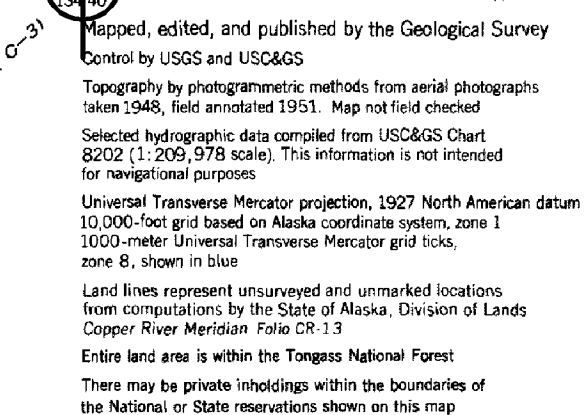 134 40
O-3)
Mapped, edited, and published by the Geological Survey
Control by USGS and USC&GS
Topography by photogrammetric methods from aerial photographs
taken 1948, field annotated 1951. Map not field checked
Selected hydrographic data compiled from USC&GS Chart
8202 (1:209,978 scale). This information is not intended
for navigational purposes
Universal Transverse Mercator projection, 1927 North American datum
10,000-foot grid based on Alaska coordinate system, zone 1
1000-meter Universal Transverse Mercator grid ticks,
zone 8, shown in blue
Land lines represent unsurveyed and unmarked locations
from computations by the State of Alaska, Division of Lands
Copper River Meridian Folio CR-13
Entire land area is within the Tongass National Forest
There may be private inholdings within the boundaries of
the National or State reservations shown on this map